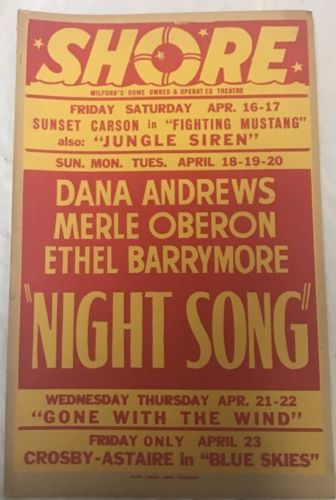 SHORE
MILFORD'S HOME OWNED & OPERATED THEATRE
FRIDAY SATURDAY APR. 16-17
SUNSET CARSON in "FIGHTING MUSTANG"
also: "JUNGLE SIREN"
SUN. MON. TUES. APRIL 18-19-20
DANA ANDREWS
MERLE OBERON
ETHEL BARRYMORE
"NIGHT SONG"
WEDNESDAY THURSDAY APR. 21-22
"GONE WITH THE WIND"
FRIDAY ONLY APRIL 23
CROSBY-ASTAIRE in "BLUE SKIES"